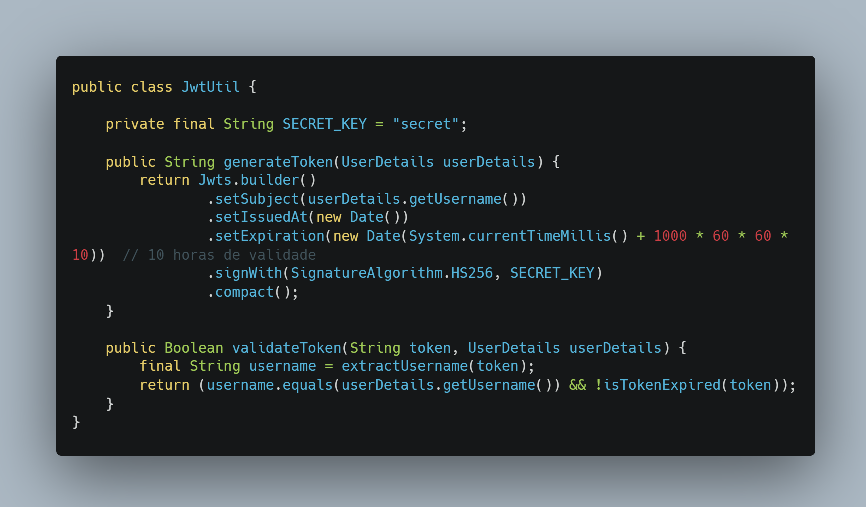 public class JwtUtil {
private final String SECRET_KEY = "secret";
public String generateToken(UserDetails userDetails) {
return Jwts.builder()
.setSubject(userDetails.getUsername())
.setIssuedAt(new Date())
.setExpiration(new Date(System.currentTimeMillis() + 1000 * 60 * 60 *
10))  // 10 horas de validade
.signWith(SignatureAlgorithm.HS256, SECRET_KEY)
.compact();
}
public Boolean validateToken(String token, UserDetails userDetails) {
final String username = extractUsername(token);
return (username.equals(userDetails.getUsername()) && !isTokenExpired(token));
}
}